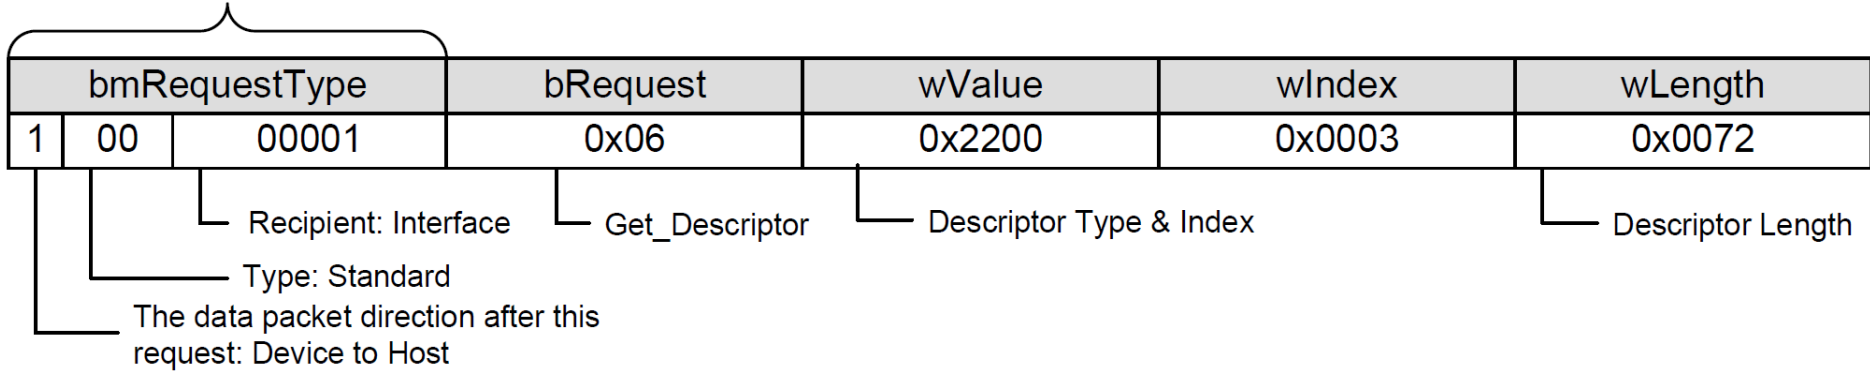 bmRequestType bRequest wValue wIndex wLength
1 00 00001 0x06 0x2200 0x0003 0x0072
Recipient: Interface Get_Descriptor Descriptor Type & Index Descriptor Length
Type: Standard
The data packet direction after this
request: Device to Host